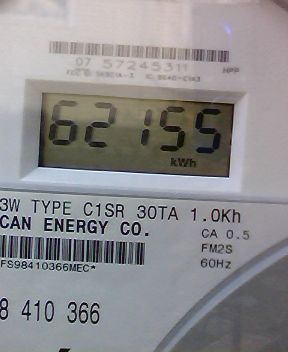 07 57245311 HPP
62155
kWh
3W TYPE C1SR 30TA 1.0Kh
CAN ENERGY CO.
CA 0.5
FM2S
FS98410366MEC*
60Hz
8 410 366